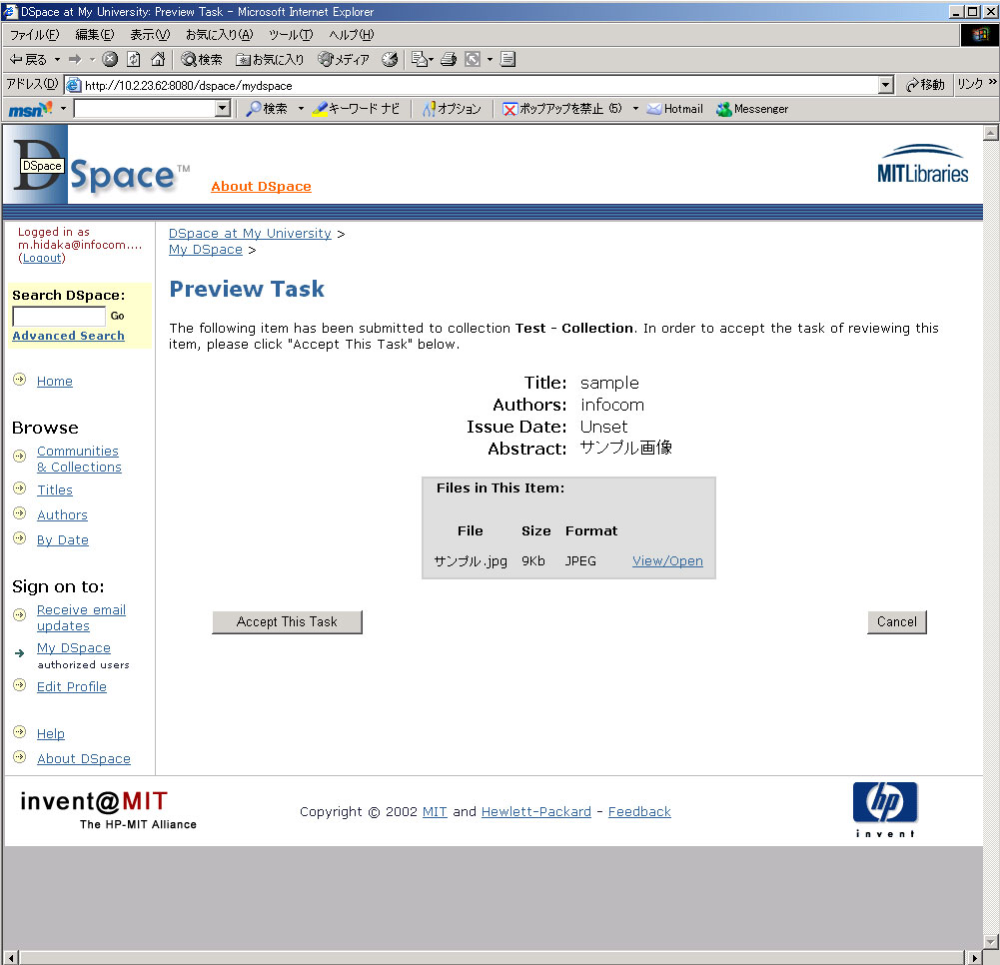 DSpace at My University: Preview Task - Microsoft Internet Explorer
ファイル(F) 編集(E) 表示(V) お気に入り(A) ツール(T) ヘルプ(H)
戻る 検索 お気に入り メディア
アドレス(D) http://10.2.23.62:8080/dspace/mydspace 移動 リンク »
msn 検索 キーワード ナビ オプション ポップアップを禁止 (5) Hotmail Messenger
DSpace
DSpace™
About DSpace
MITLibraries
Logged in as
m.hidaka@infocom....
(Logout)
Search DSpace:
Go
Advanced Search
Home
Browse
Communities
& Collections
Titles
Authors
By Date
Sign on to:
Receive email
updates
My DSpace
authorized users
Edit Profile
Help
About DSpace
DSpace at My University >
My DSpace >
Preview Task
The following item has been submitted to collection Test - Collection. In order to accept the task of reviewing this
item, please click "Accept This Task" below.
Title: sample
Authors: infocom
Issue Date: Unset
Abstract: サンプル画像
Files in This Item:
File Size Format
サンプル.jpg 9Kb JPEG View/Open
Accept This Task Cancel
invent@MIT
The HP-MIT Alliance
Copyright © 2002 MIT and Hewlett-Packard - Feedback
hp
invent